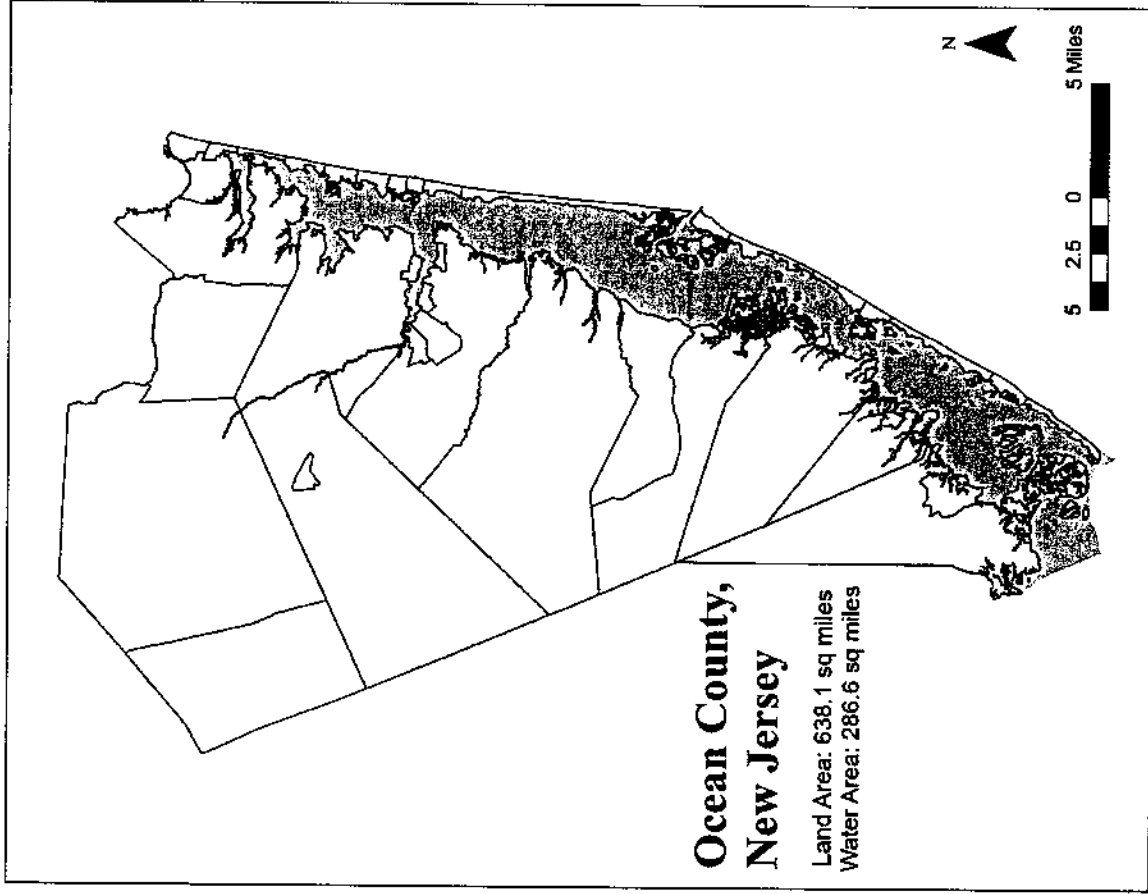 N
Ocean County,
New Jersey
Land Area: 638.1 sq miles
Water Area: 286.6 sq miles
5 2.5 0 5 Miles